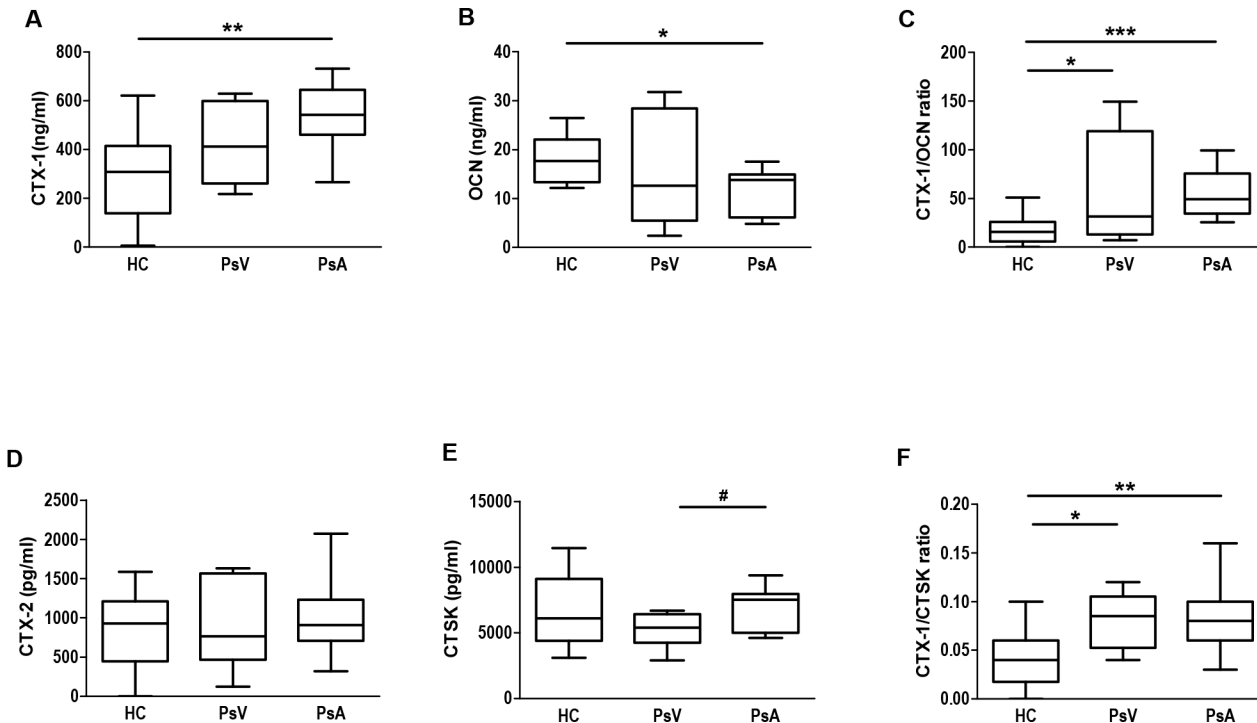 A
**
CTX-1(ng/ml)
800
600
400
200
0
HC PsV PsA
B
*
OCN (ng/ml)
40
30
20
10
0
HC PsV PsA
C
***
*
CTX-1/OCN ratio
200
150
100
50
0
HC PsV PsA
D
CTX-2 (pg/ml)
2500
2000
1500
1000
500
0
HC PsV PsA
E
#
CTSK (pg/ml)
15000
10000
5000
0
HC PsV PsA
F
**
*
CTX-1/CTSK ratio
0.20
0.15
0.10
0.05
0.00
HC PsV PsA